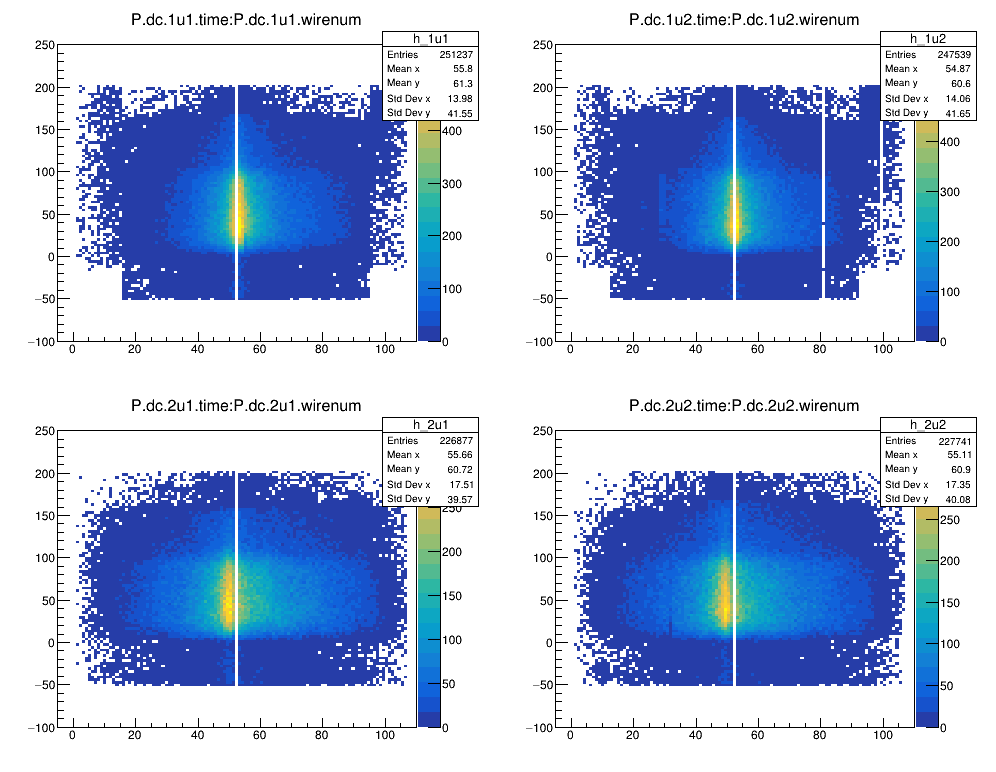 P.dc.1u1.time:P.dc.1u1.wirenum
h_1u1
Entries 251237
Mean x 55.8
Mean y 61.3
Std Dev x 13.98
Std Dev y 41.55
250
200
150
100
50
0
−50
−100
0 20 40 60 80 100
400
300
200
100
0
P.dc.1u2.time:P.dc.1u2.wirenum
h_1u2
Entries 247539
Mean x 54.87
Mean y 60.6
Std Dev x 14.06
Std Dev y 41.65
250
200
150
100
50
0
−50
−100
0 20 40 60 80 100
400
300
200
100
0
P.dc.2u1.time:P.dc.2u1.wirenum
h_2u1
Entries 226877
Mean x 55.66
Mean y 60.72
Std Dev x 17.51
Std Dev y 39.57
250
200
150
100
50
0
−50
−100
0 20 40 60 80 100
250
200
150
100
50
0
P.dc.2u2.time:P.dc.2u2.wirenum
h_2u2
Entries 227741
Mean x 55.11
Mean y 60.9
Std Dev x 17.35
Std Dev y 40.08
250
200
150
100
50
0
−50
−100
0 20 40 60 80 100
250
200
150
100
50
0